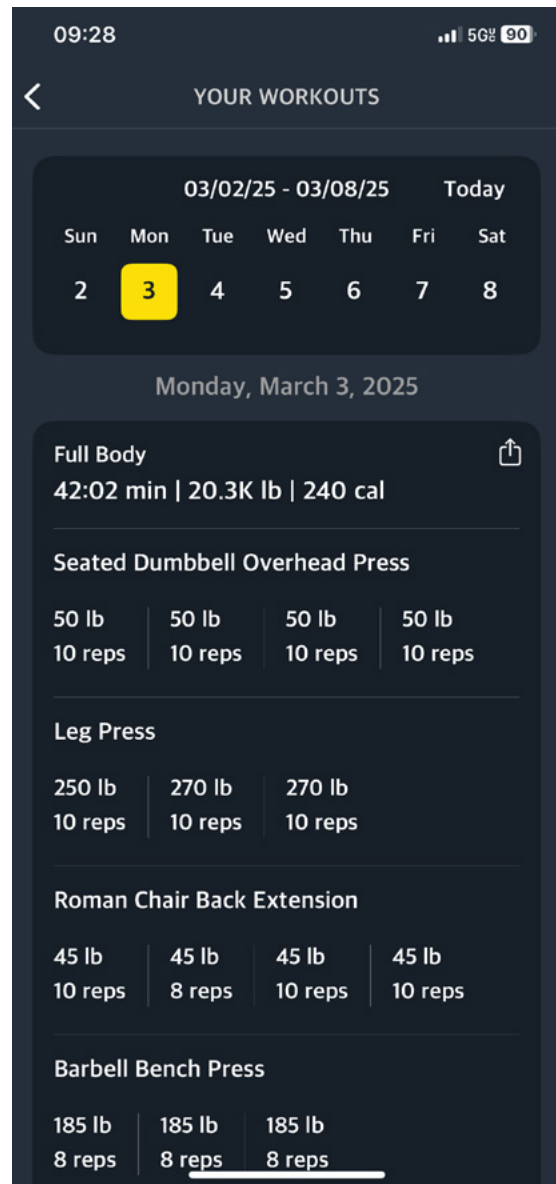 09:28 5G 90
YOUR WORKOUTS
03/02/25 - 03/08/25 Today
Sun Mon Tue Wed Thu Fri Sat
2 3 4 5 6 7 8
Monday, March 3, 2025
Full Body
42:02 min | 20.3K lb | 240 cal
Seated Dumbbell Overhead Press
50 lb 50 lb 50 lb 50 lb
10 reps 10 reps 10 reps 10 reps
Leg Press
250 lb 270 lb 270 lb
10 reps 10 reps 10 reps
Roman Chair Back Extension
45 lb 45 lb 45 lb 45 lb
10 reps 8 reps 10 reps 10 reps
Barbell Bench Press
185 lb 185 lb 185 lb
8 reps 8 reps 8 reps